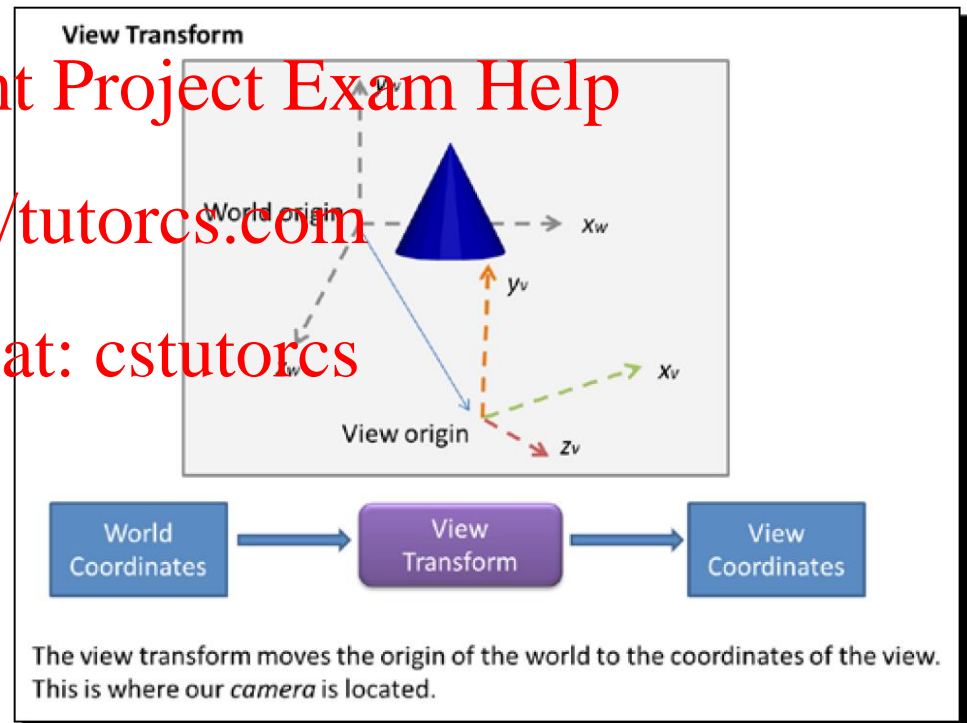 View Transform
nt Project Exam Help
yw
World origin
/tutorcs.com
xw
yv
at: cstutorcs
zw
xv
View origin
zv
World
Coordinates
View
Transform
View
Coordinates
The view transform moves the origin of the world to the coordinates of the view.
This is where our camera is located.